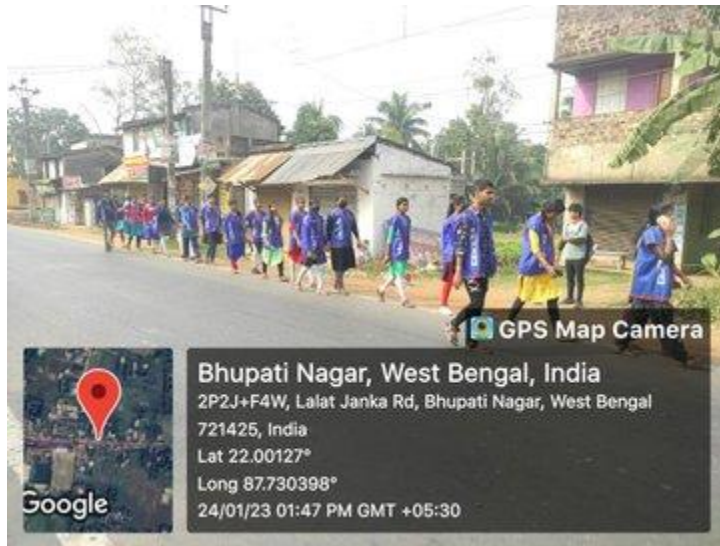 GPS Map Camera
Bhupati Nagar, West Bengal, India
2P2J+F4W, Lalat Janka Rd, Bhupati Nagar, West Bengal
721425, India
Lat 22.00127°
Long 87.730398°
24/01/23 01:47 PM GMT +05:30
Google